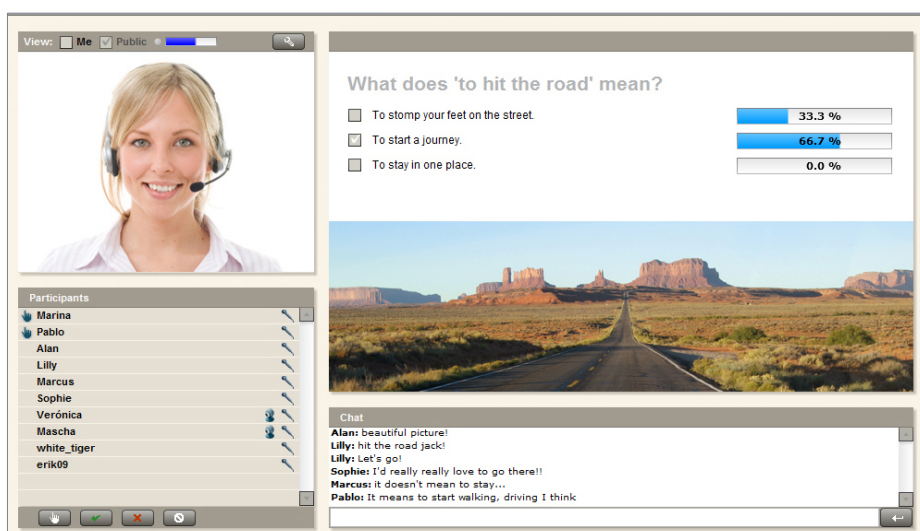 View: Me Public
What does 'to hit the road' mean?
To stomp your feet on the street. 33.3 %
To start a journey. 66.7 %
To stay in one place. 0.0 %
Participants
Marina
Pablo
Alan
Lilly
Marcus
Sophie
Verónica
Mascha
white_tiger
erik09
Chat
Alan: beautiful picture!
Lilly: hit the road jack!
Lilly: Let's go!
Sophie: I'd really really love to go there!!
Marcus: it doesn't mean to stay...
Pablo: It means to start walking, driving I think